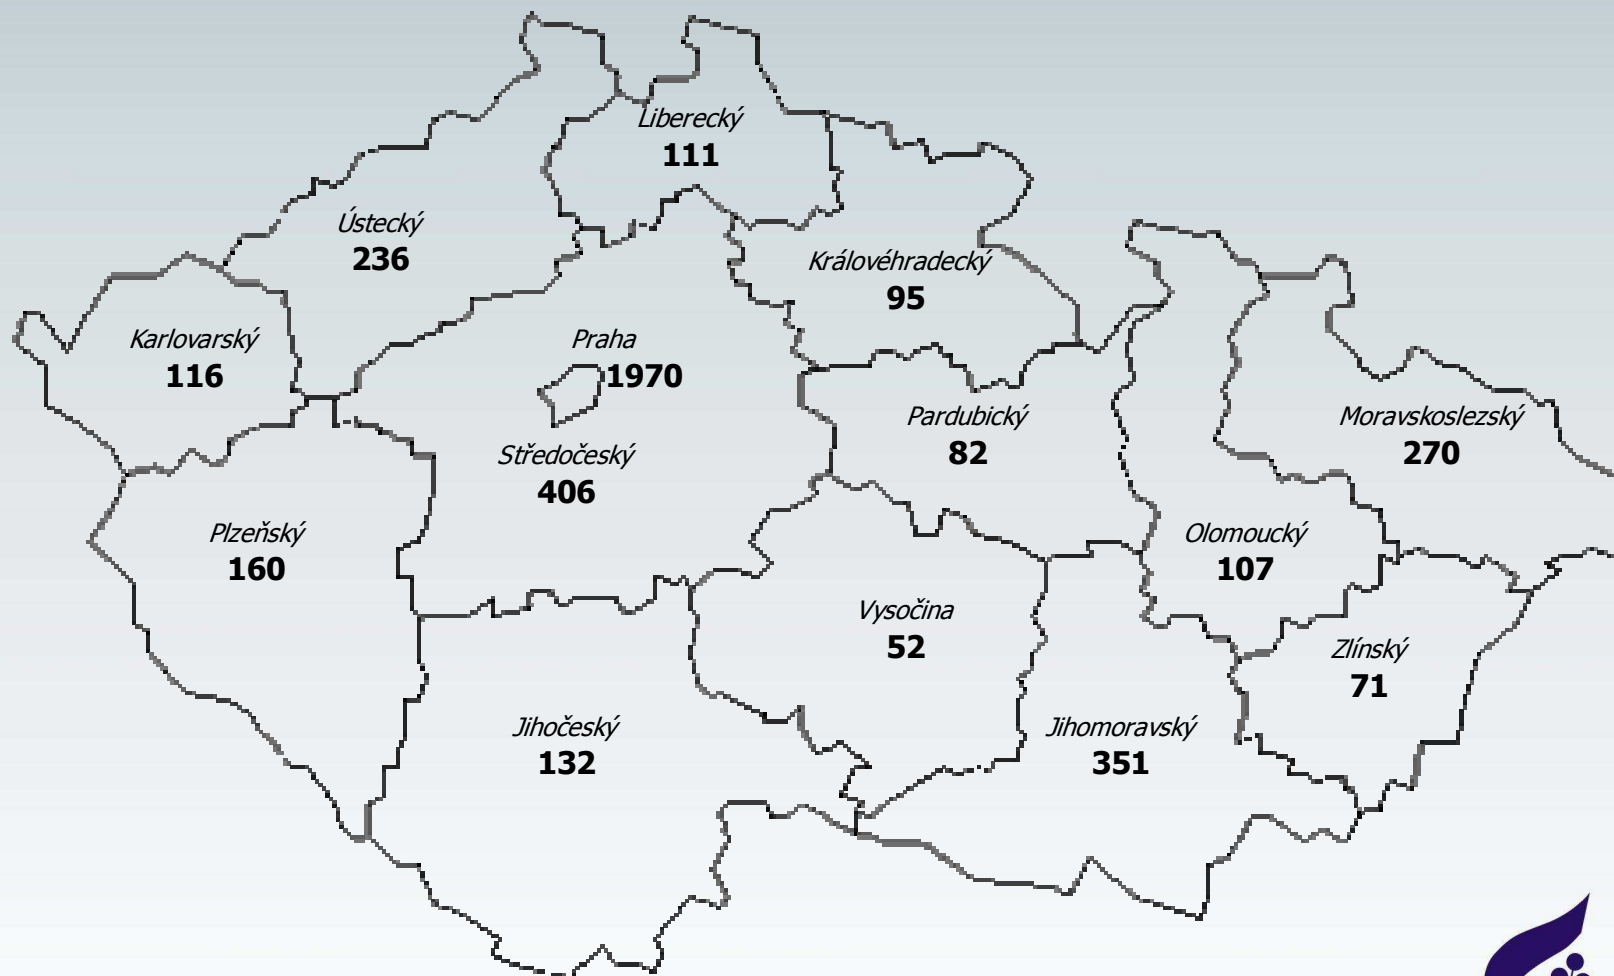 Liberecký
111
Ústecký
236
Královéhradecký
95
Karlovarský
116
Praha
1970
Pardubický
82
Moravskoslezský
270
Středočeský
406
Plzeňský
160
Olomoucký
107
Vysočina
52
Zlínský
71
Jihočeský
132
Jihomoravský
351